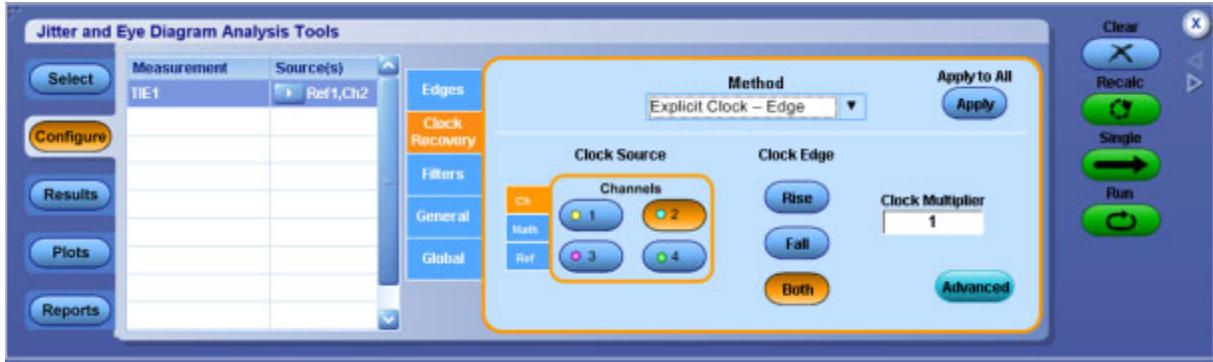 Jitter and Eye Diagram Analysis Tools
Select
Configure
Results
Plots
Reports
Measurement Source(s)
TIE1 Ref1,Ch2
Edges
Clock
Recovery
Filters
General
Global
Method
Explicit Clock – Edge
Apply to All
Apply
Clock Source
Ch
Math
Ref
Channels
1
2
3
4
Clock Edge
Rise
Fall
Both
Clock Multiplier
1
Advanced
Clear
Recalc
Single
Run